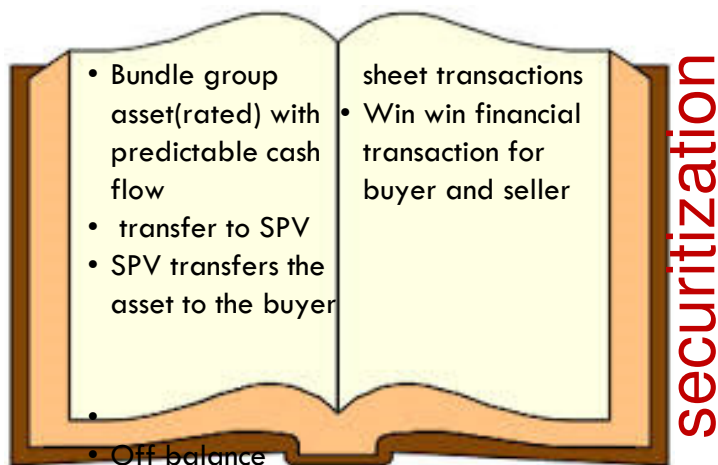 • Bundle group
asset(rated) with
predictable cash
flow
• transfer to SPV
• SPV transfers the
asset to the buyer
•
• Off balance
sheet transactions
• Win win financial
transaction for
buyer and seller
securitization